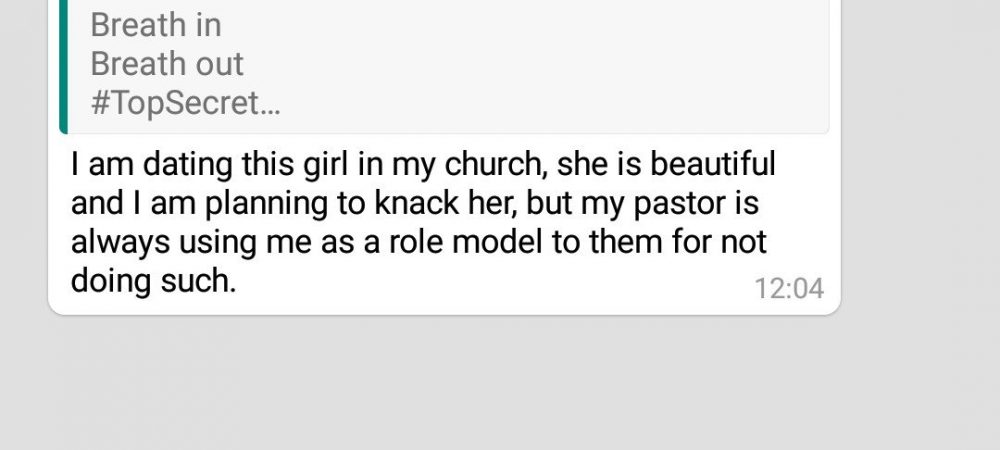 Breath in
Breath out
#TopSecret...
I am dating this girl in my church, she is beautiful
and I am planning to knack her, but my pastor is
always using me as a role model to them for not
doing such.
12:04